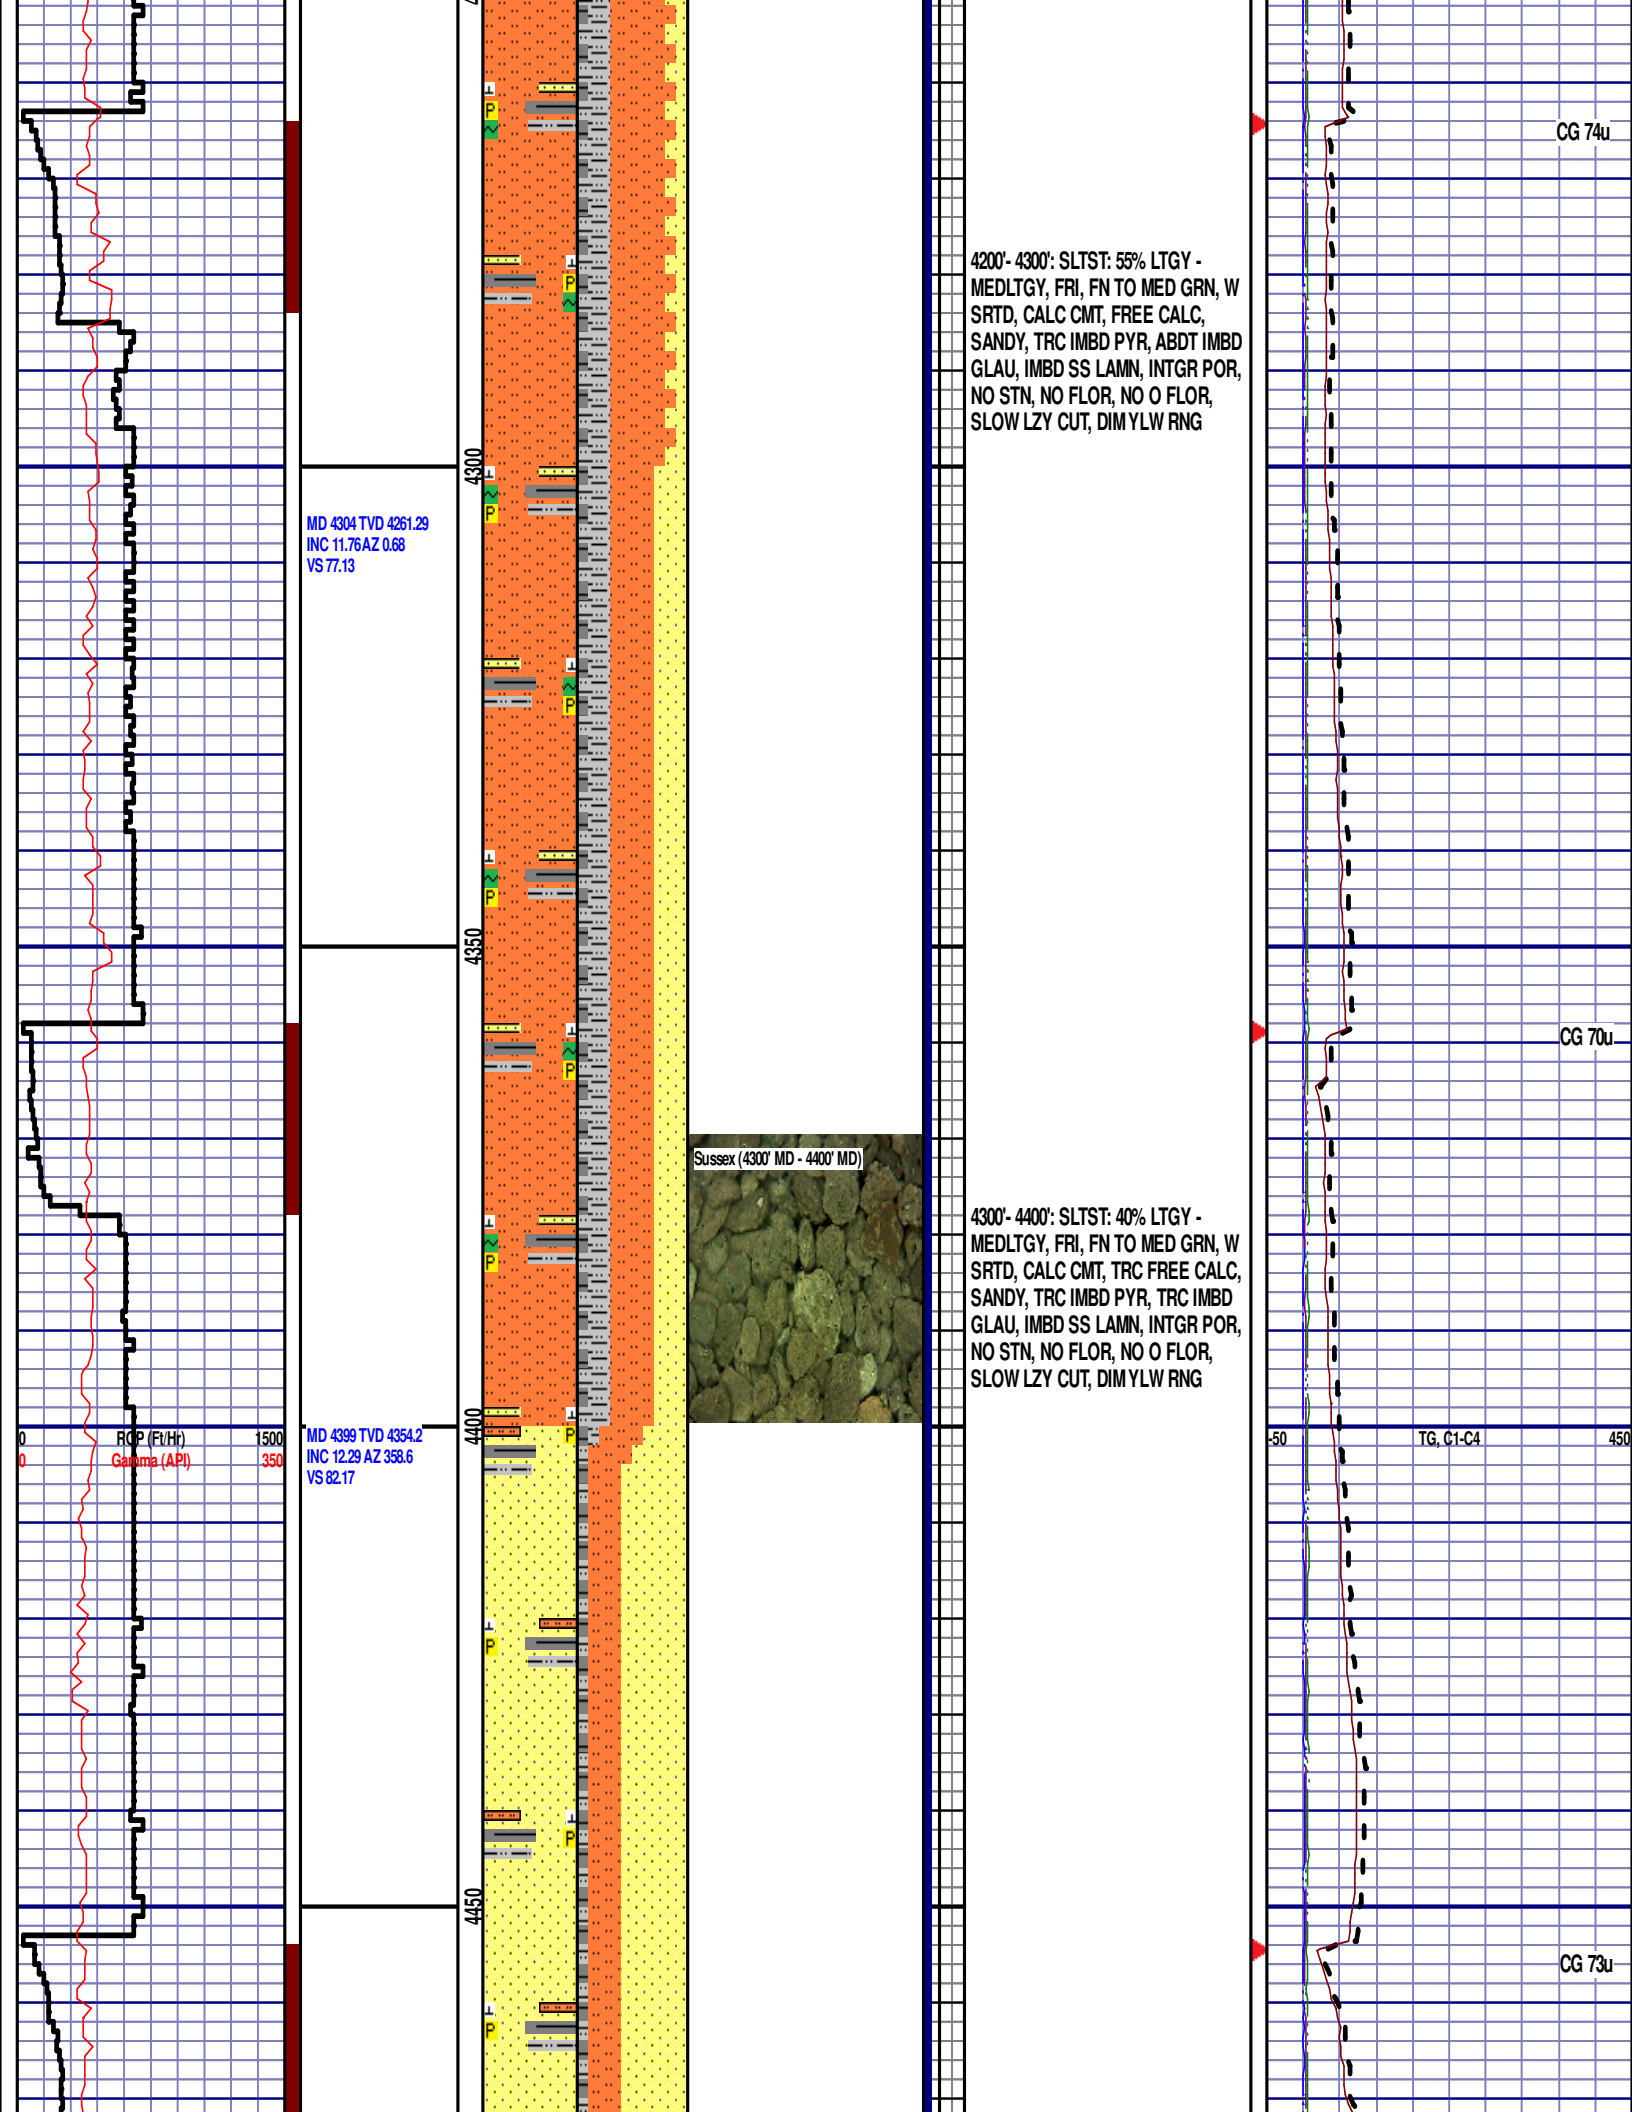 CG 74u
4200'- 4300': SLTST: 55% LTGY -
MEDLTGY, FRI, FN TO MED GRN, W
SRTD, CALC CMT, FREE CALC,
SANDY, TRC IMBD PYR, ABDT IMBD
GLAU, IMBD SS LAMN, INTGR POR,
NO STN, NO FLOR, NO O FLOR,
SLOW LZY CUT, DIM YLW RNG
4300
MD 4304 TVD 4261.29
INC 11.76 AZ 0.68
VS 77.13
4350
CG 70u
Sussex (4300' MD - 4400' MD)
4300'- 4400': SLTST: 40% LTGY -
MEDLTGY, FRI, FN TO MED GRN, W
SRTD, CALC CMT, TRC FREE CALC,
SANDY, TRC IMBD PYR, TRC IMBD
GLAU, IMBD SS LAMN, INTGR POR,
NO STN, NO FLOR, NO O FLOR,
SLOW LZY CUT, DIM YLW RNG
4400
0 ROP (Ft/Hr) 1500
0 Gamma (API) 350
MD 4399 TVD 4354.2
INC 12.29 AZ 358.6
VS 82.17
-50 TG, C1-C4 450
4450
CG 73u
P
P
P
P
P
P
P
P
P
P
P